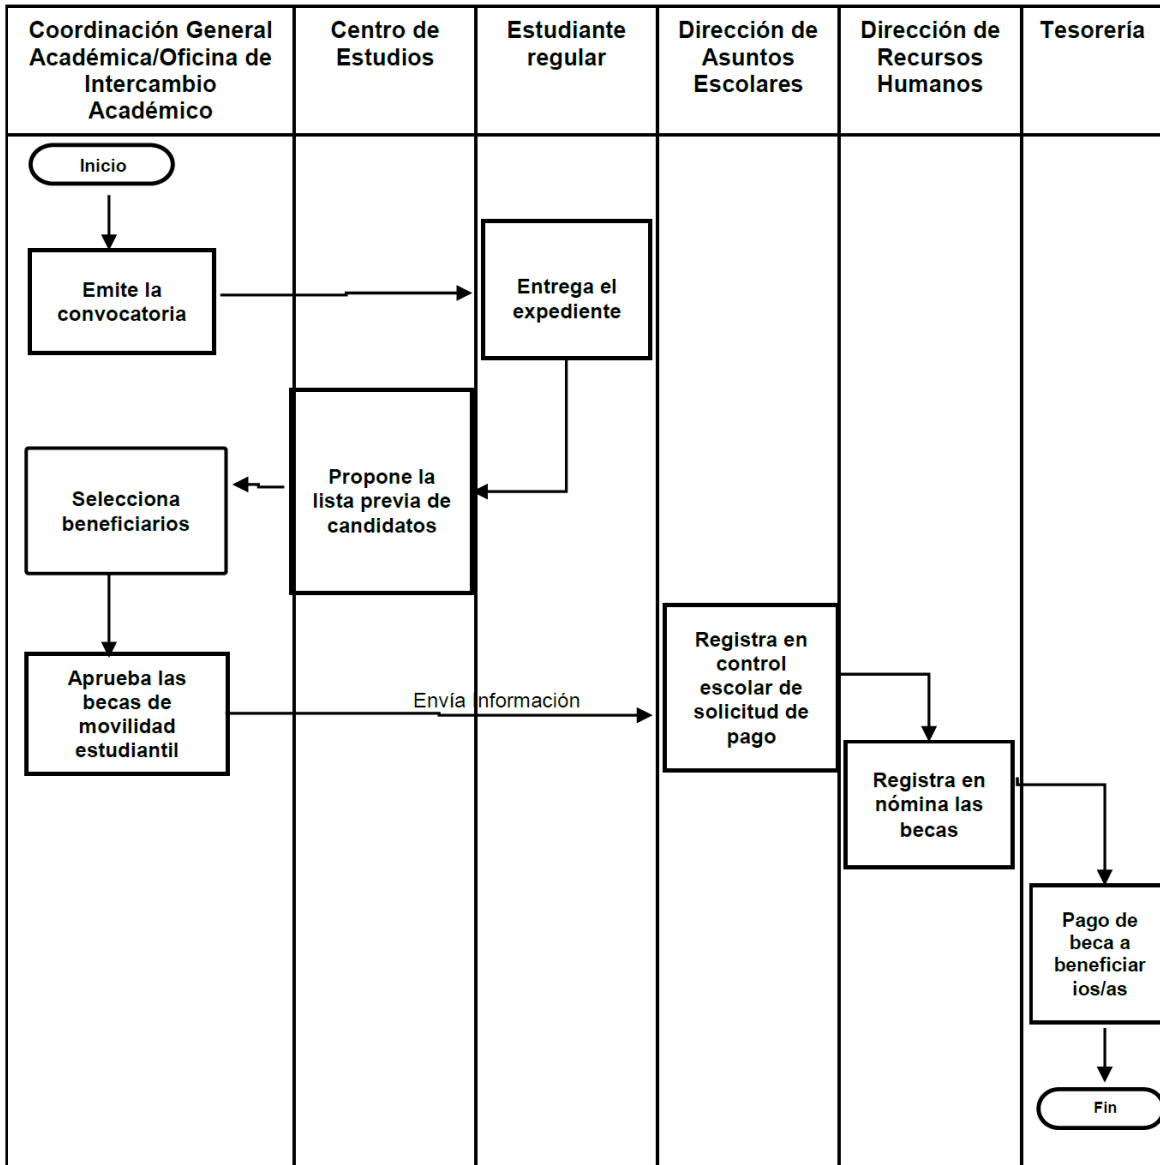 Coordinación General
Académica/Oficina de
Intercambio
Académico
Centro de
Estudios
Estudiante
regular
Dirección de
Asuntos
Escolares
Dirección de
Recursos
Humanos
Tesorería
Inicio
Emite la
convocatoria
Entrega el
expediente
Propone la
lista previa de
candidatos
Selecciona
beneficiarios
Aprueba las
becas de
movilidad
estudiantil
Envía Información
Registra en
control
escolar de
solicitud de
pago
Registra en
nómina las
becas
Pago de
beca a
beneficiar
ios/as
Fin